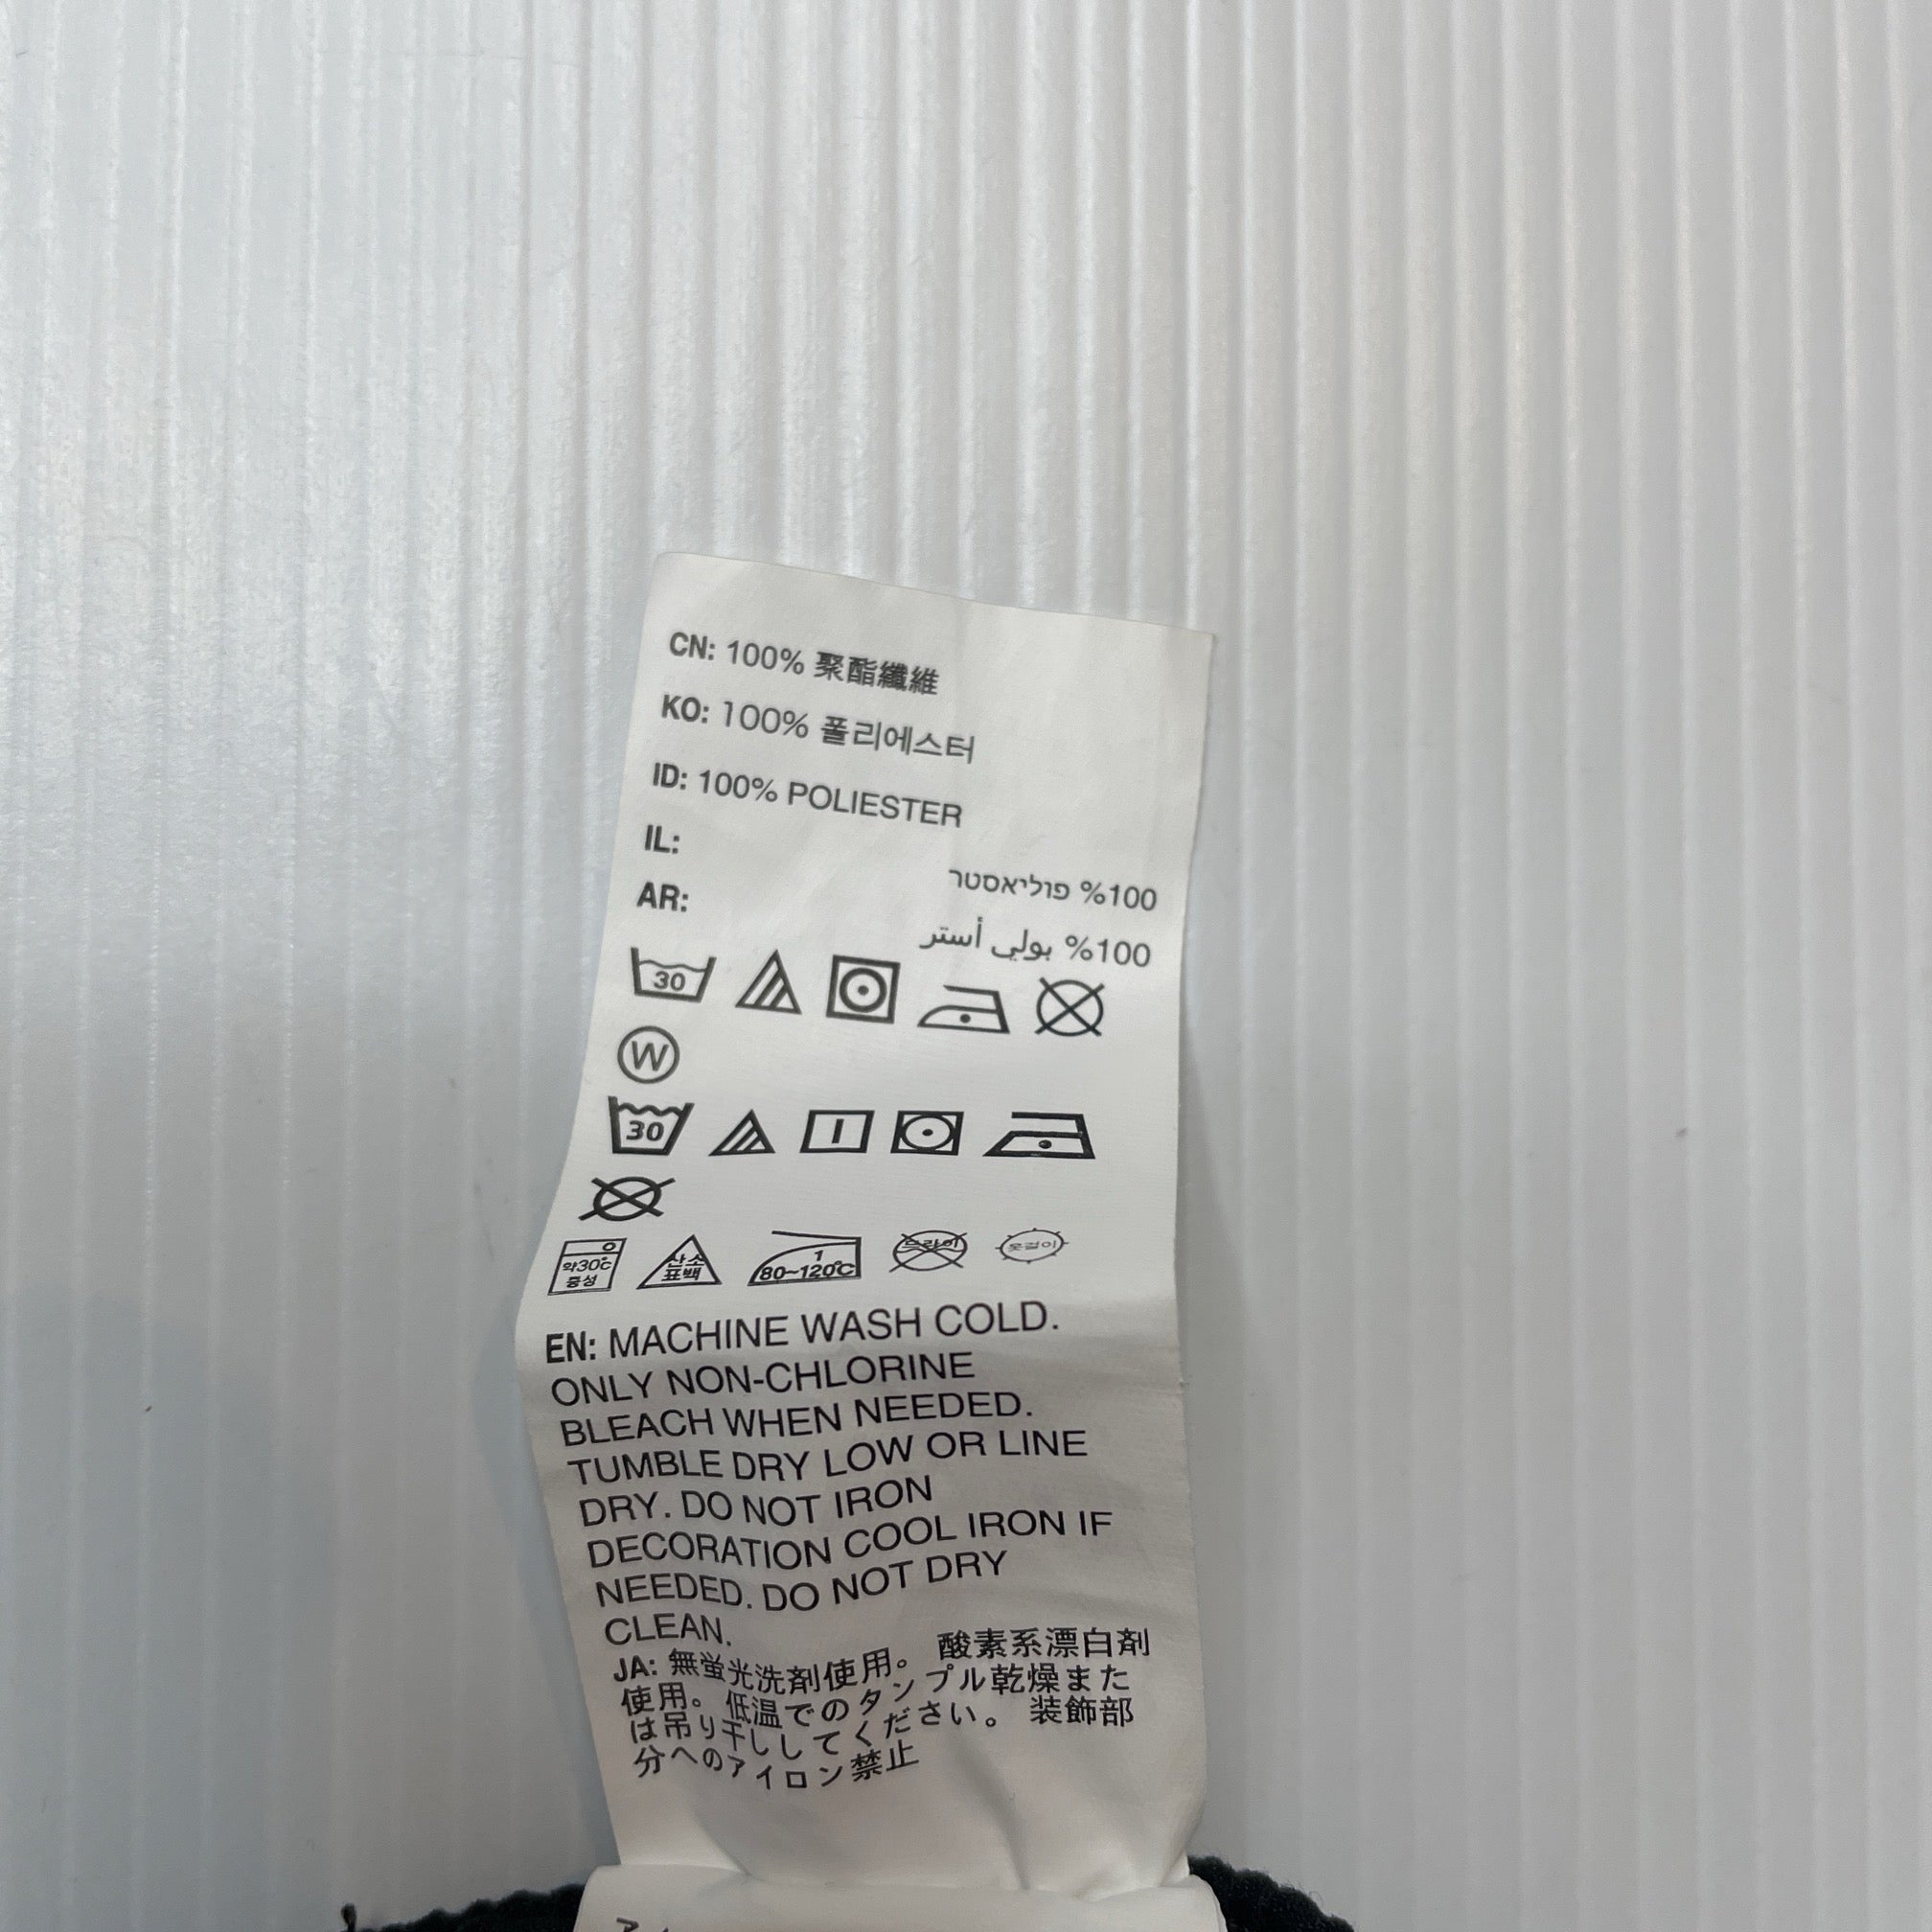 CN: 100% 聚酯纖維
KO: 100% 폴리에스터
ID: 100% POLIESTER
IL:
100% פוליאסטר
AR:
100% بولي أستر
30
W
30
약30℃ 중성
산소 표백
1 80~120℃
드라이
옷걸이
EN: MACHINE WASH COLD.
ONLY NON-CHLORINE
BLEACH WHEN NEEDED.
TUMBLE DRY LOW OR LINE
DRY. DO NOT IRON
DECORATION COOL IRON IF
NEEDED. DO NOT DRY
CLEAN.
JA: 無蛍光洗剤使用。 酸素系漂白剤
使用。低温でのタンブル乾燥また
は吊り干ししてください。 装飾部
分へのアイロン禁止